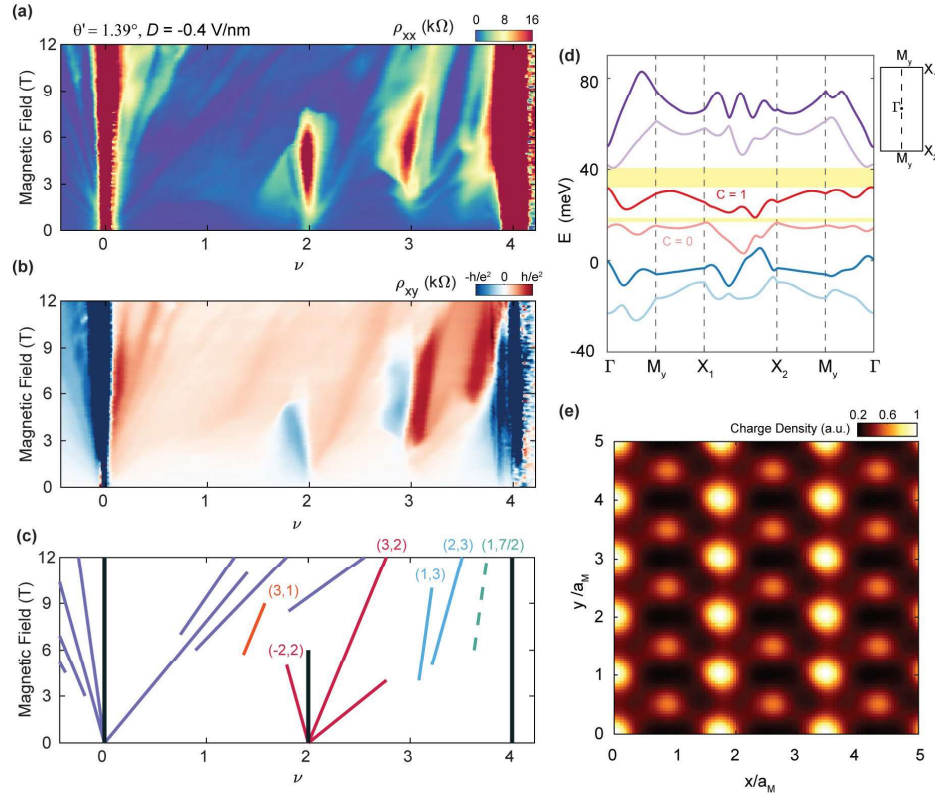 (a)
θ' = 1.39°, D = -0.4 V/nm
ρxx (kΩ)
0 8 16
Magnetic Field (T)
12
9
6
3
0
0 1 2 3 4
ν
(b)
ρxy (kΩ)
-h/e² 0 h/e²
Magnetic Field (T)
12
9
6
3
0
0 1 2 3 4
ν
(c)
(3,2) (1,3) (2,3) (1,7/2)
(3,1)
(-2,2)
Magnetic Field (T)
12
9
6
3
0
0 1 2 3 4
ν
(d)
E (meV)
80
40
0
-40
C = 1
C = 0
Γ My X1 X2 My Γ
My
X
Γ
My
X2
(e)
Charge Density (a.u.)
0.2 0.6 1
y /aM
5
4
3
2
1
0
0 1 2 3 4 5
x/aM